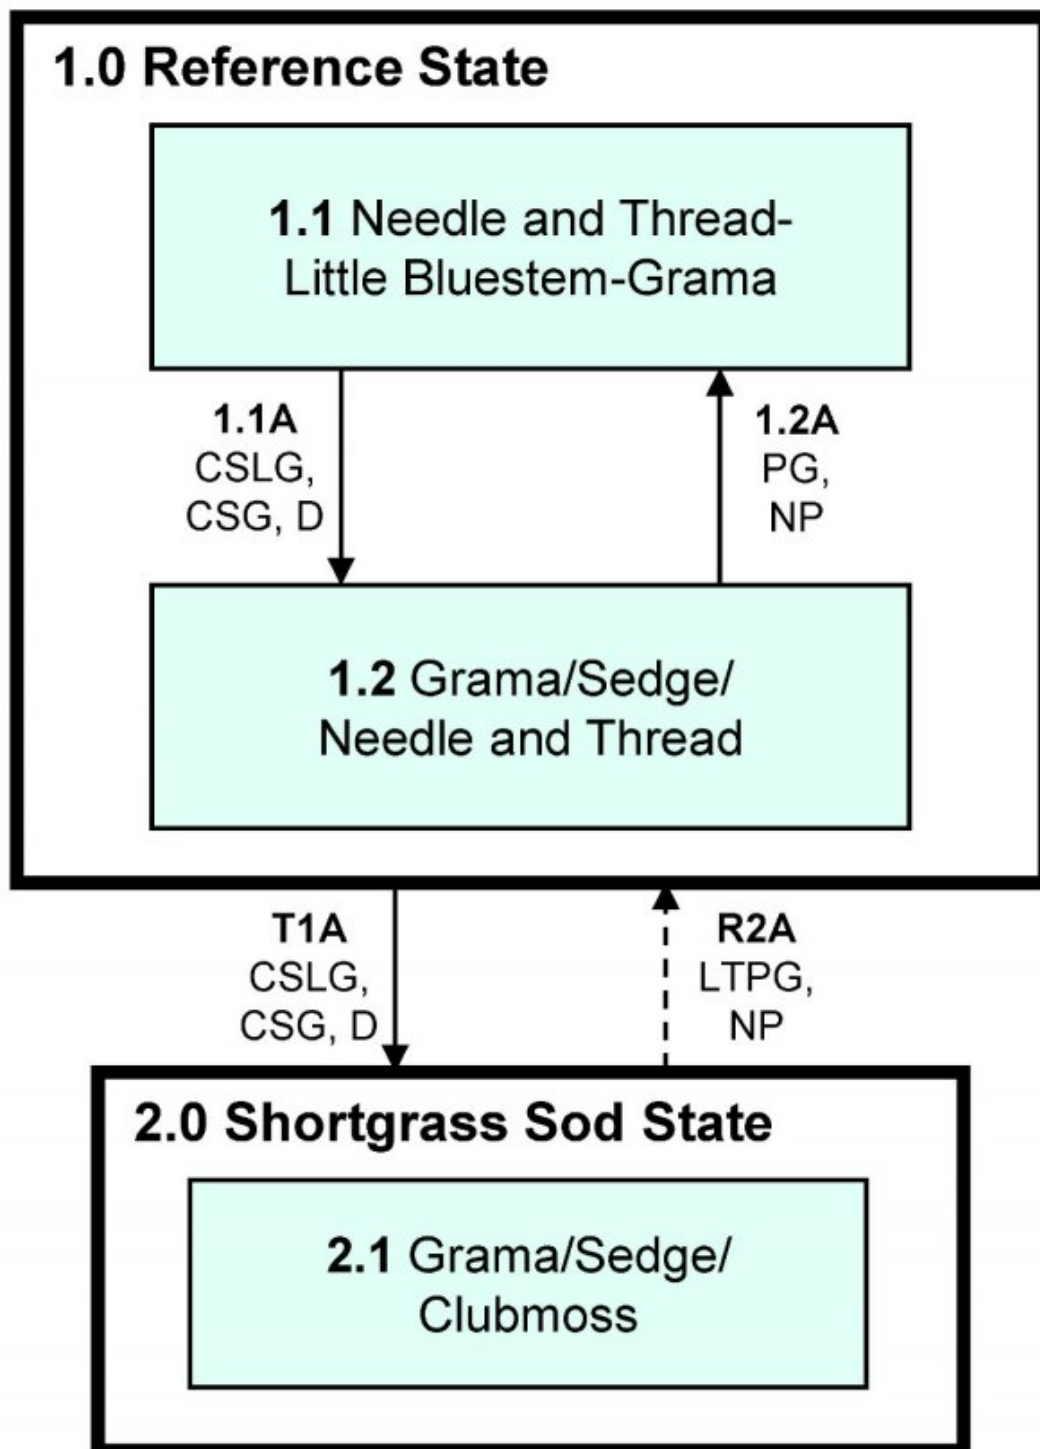 1.0 Reference State
1.1 Needle and Thread-
Little Bluestem-Grama
1.1A
CSLG,
CSG, D
1.2A
PG,
NP
1.2 Grama/Sedge/
Needle and Thread
T1A
CSLG,
CSG, D
R2A
LTPG,
NP
2.0 Shortgrass Sod State
2.1 Grama/Sedge/
Clubmoss